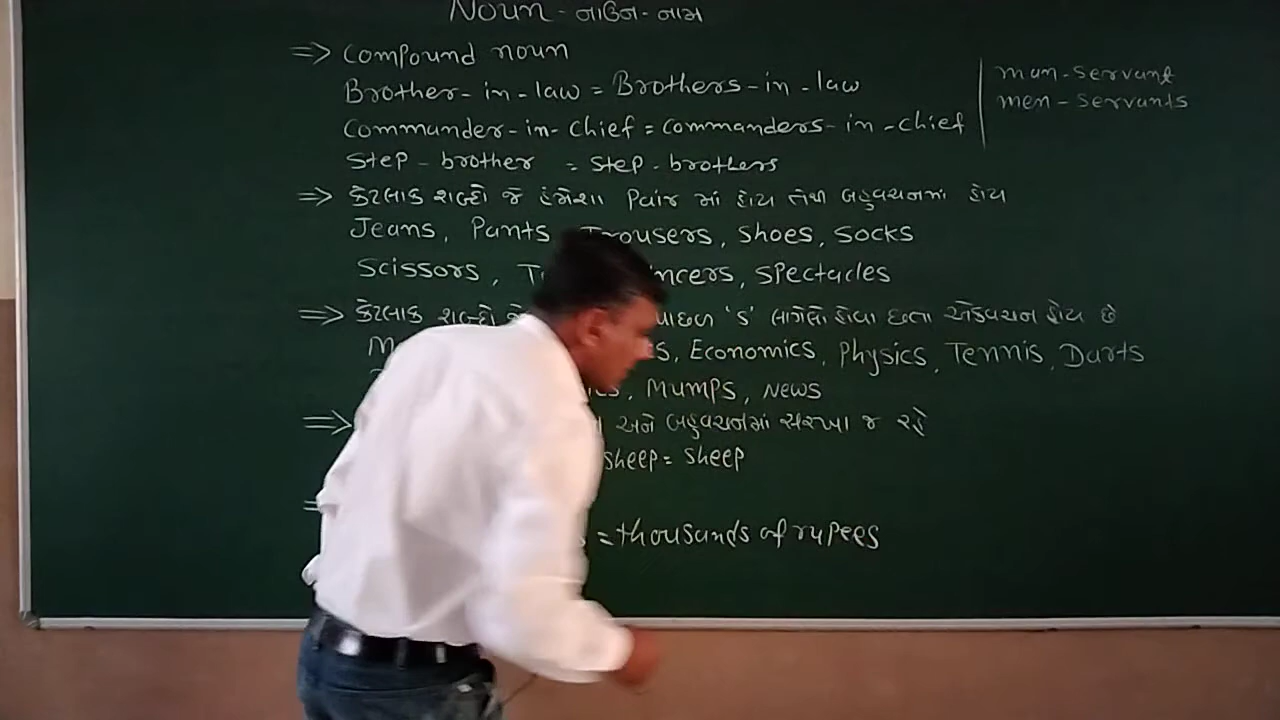 Noun - નાઉન - નામ
⇒ Compound noun
Brother-in-law = Brothers-in-law
man-servant
men-servants
Commander-in-Chief = Commanders-in-chief
Step-brother = Step-brothers
⇒ કેટલાક શબ્દો જે હંમેશા Pair માં હોય તેથી બહુવચનમાં હોય
Jeans, Pants, Trousers, Shoes, Socks
Scissors, Spectacles
⇒ કેટલાક શબ્દો 'S' લાગેલો હોવા છતા એકવચન હોય છે
Economics, Physics, Tennis, Darts
Mumps, News
⇒ અને બહુવચનમાં સરખા જ રહે
sheep = sheep
= thousands of rupees